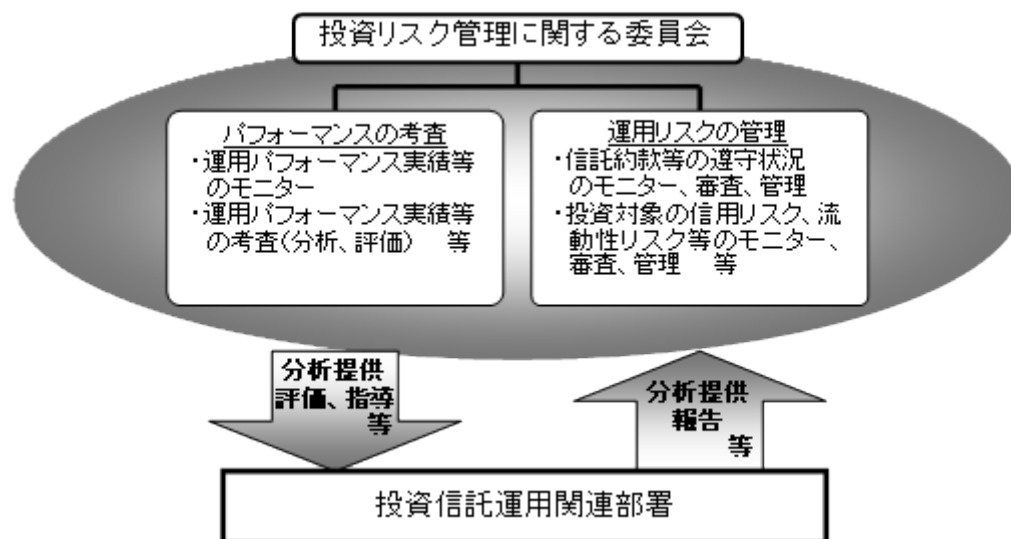 投資リスク管理に関する委員会
パフォーマンスの考査
・運用パフォーマンス実績等
のモニター
・運用パフォーマンス実績等
の考査(分析、評価) 等
運用リスクの管理
・信託約款等の遵守状況
のモニター、審査、管理
・投資対象の信用リスク、流
動性リスク等のモニター、
審査、管理 等
分析提供
評価、指導
等
分析提供
報告
等
投資信託運用関連部署